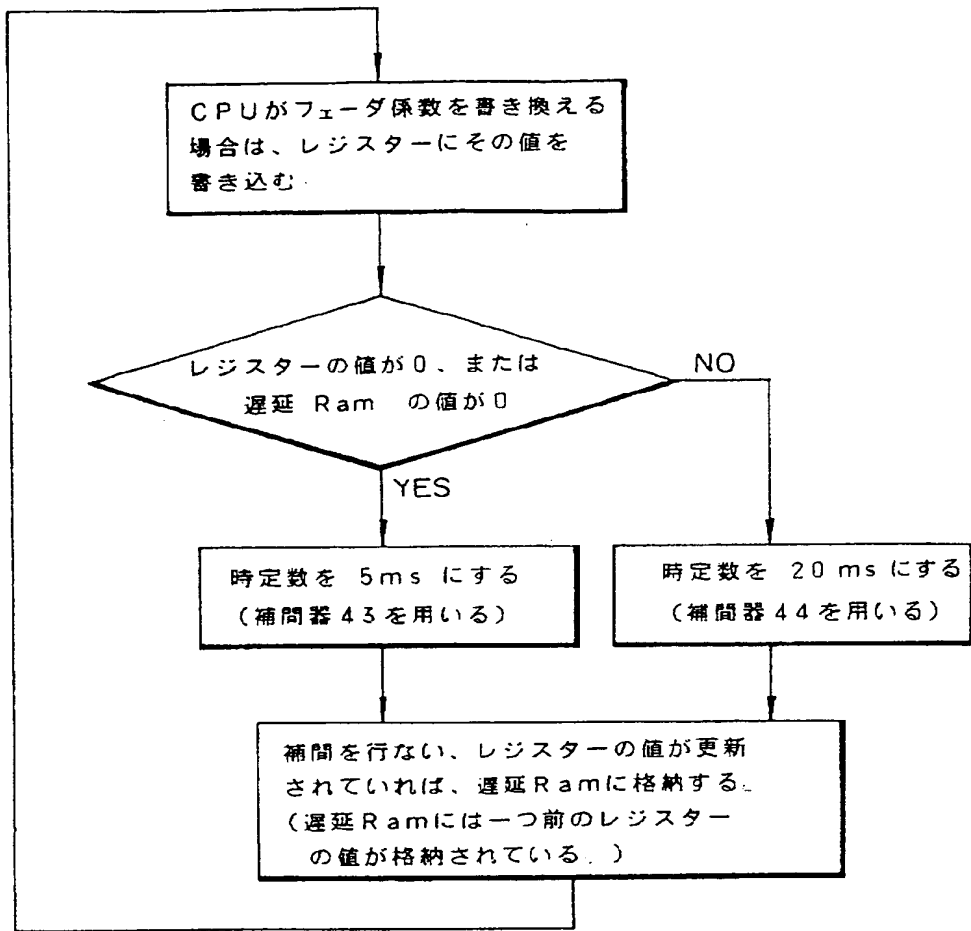 CPUがフェーダ係数を書き換える
場合は、レジスターにその値を
書き込む
レジスターの値が0、または
遅延 Ram の値が0
NO
YES
時定数を 5ms にする
(補間器43を用いる)
時定数を 20 ms にする
(補間器44を用いる)
補間を行ない、レジスターの値が更新
されていれば、遅延Ramに格納する。
(遅延Ramには一つ前のレジスター
の値が格納されている。)